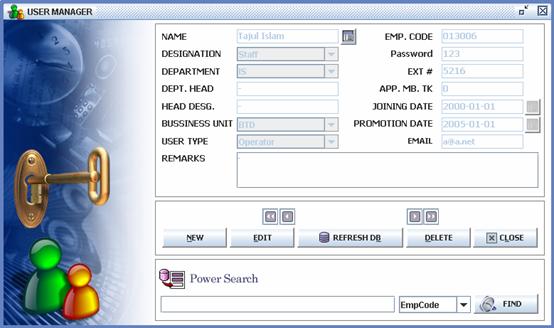 USER MANAGER
NAME Tajul Islam EMP. CODE 013006
DESIGNATION Staff Password 123
DEPARTMENT IS EXT # 5216
DEPT. HEAD - APP. MB. TK 0
HEAD DESG. - JOINING DATE 2000-01-01
BUSSINESS UNIT BTD PROMOTION DATE 2005-01-01
USER TYPE Operator EMAIL a@a.net
REMARKS -
NEW EDIT REFRESH DB DELETE CLOSE
Power Search
EmpCode FIND